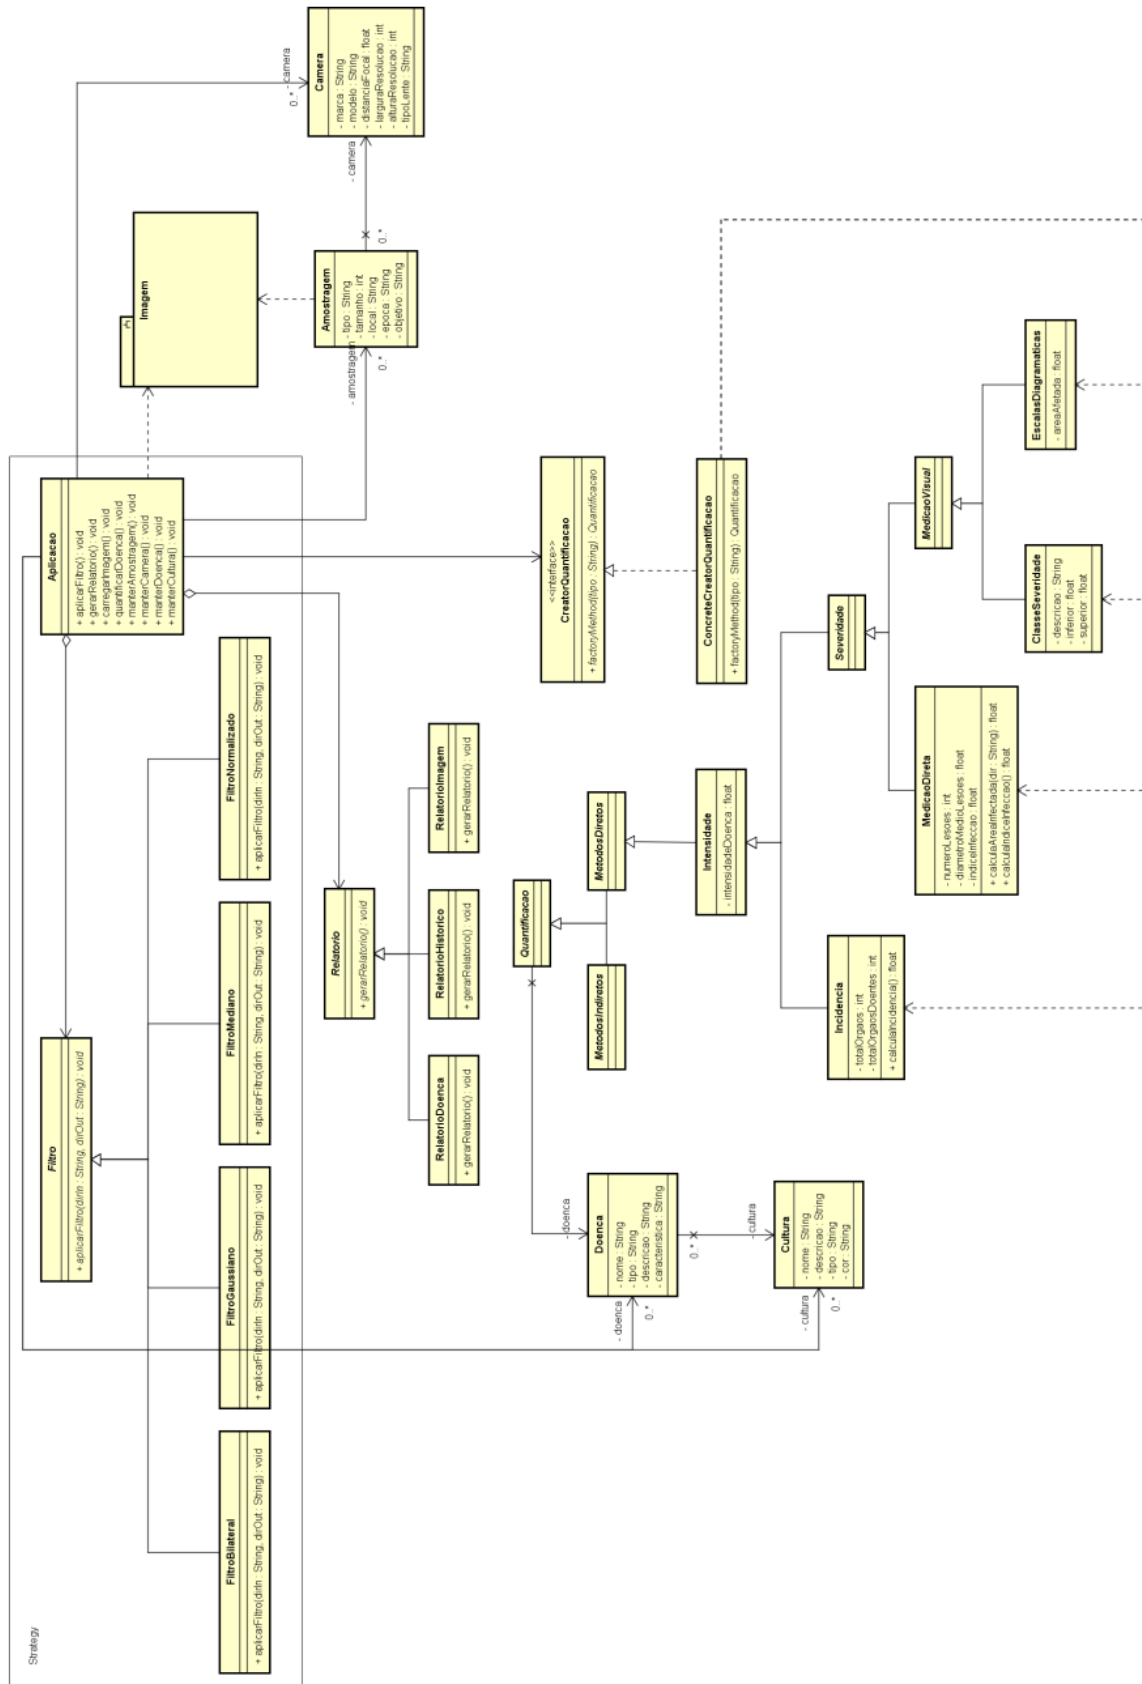 Strategy
Filtro
+ aplicarFiltro(dirIn : String, dirOut : String) : void
FiltroBilateral
+ aplicarFiltro(dirIn : String, dirOut : String) : void
FiltroGaussiano
+ aplicarFiltro(dirIn : String, dirOut : String) : void
FiltroMediano
+ aplicarFiltro(dirIn : String, dirOut : String) : void
FiltroNormalizado
+ aplicarFiltro(dirIn : String, dirOut : String) : void
Aplicacao
+ aplicarFiltro() : void
+ gerarRelatorio() : void
+ carregarImagem() : void
+ quantificarDoenca() : void
+ manterAmostragem() : void
+ manterCamera() : void
+ manterDoenca() : void
+ manterCultura() : void
Imagem
- camera
0..*
Camera
- marca : String
- modelo : String
- distanciaFocal : float
- larguraResolucao : int
- alturaResolucao : int
- tipoLente : String
- camera
0..*
Amostragem
- tipo : String
- tamanho : int
- local : String
- epoca : String
- objetivo : String
- amostragem
0..*
Relatorio
+ gerarRelatorio() : void
RelatorioDoenca
+ gerarRelatorio() : void
RelatorioHistorico
+ gerarRelatorio() : void
RelatorioImagem
+ gerarRelatorio() : void
<<interface>>
CreatorQuantificacao
+ factoryMethod(tipo : String) : Quantificacao
ConcreteCreatorQuantificacao
+ factoryMethod(tipo : String) : Quantificacao
Quantificacao
MetodosIndiretos
MetodosDiretos
- doenca
Doenca
- nome : String
- tipo : String
- descricao : String
- caracteristica : String
- doenca
0..*
0..*
- cultura
Cultura
- nome : String
- descricao : String
- tipo : String
- cor : String
- cultura
0..*
Intensidade
- intensidadeDoenca : float
Incidencia
- totalOrgaos : int
- totalOrgaosDoentes : int
+ calculaIncidencia() : float
Severidade
MedicaoDireta
- numeroLesoes : int
- diametroMedioLesoes : float
- indiceInfeccao : float
+ calculaAreaInfectada(dir : String) : float
+ calculaIndiceInfeccao() : float
MedicaoVisual
ClasseSeveridade
- descricao : String
- inferior : float
- superior : float
EscalasDiagramaticas
- areaAfetada : float